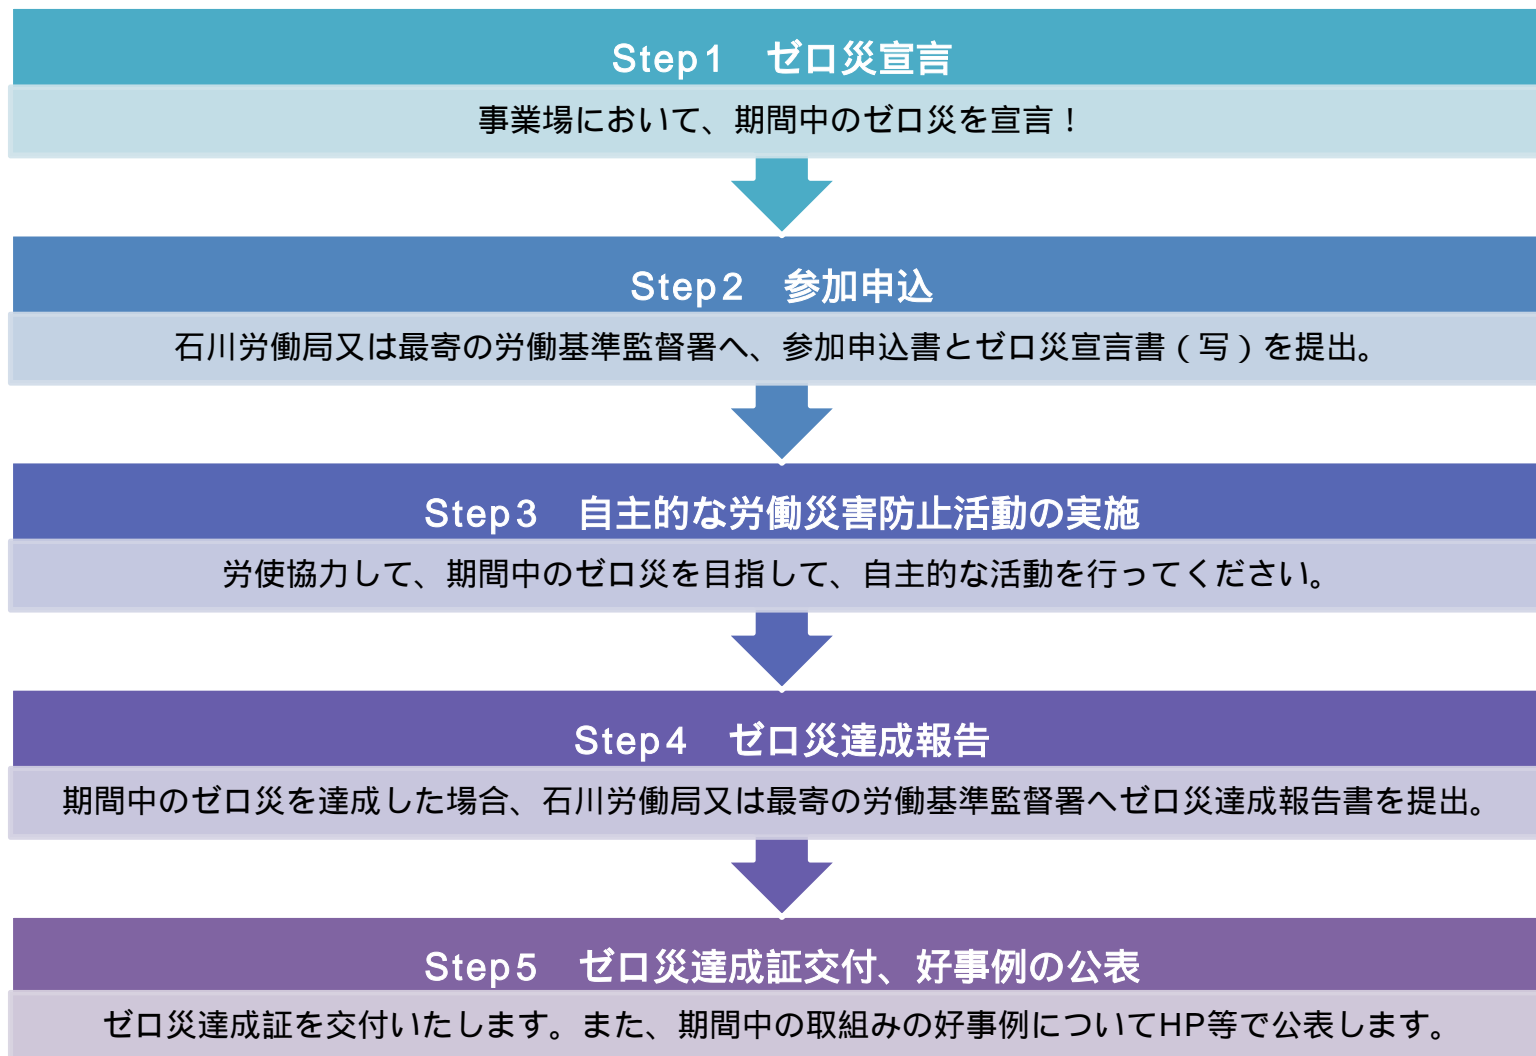 Step1　ゼロ災宣言
事業場において、期間中のゼロ災を宣言！
Step2　参加申込
石川労働局又は最寄の労働基準監督署へ、参加申込書とゼロ災宣言書（写）を提出。
Step3　自主的な労働災害防止活動の実施
労使協力して、期間中のゼロ災を目指して、自主的な活動を行ってください。
Step4　ゼロ災達成報告
期間中のゼロ災を達成した場合、石川労働局又は最寄の労働基準監督署へゼロ災達成報告書を提出。
Step5　ゼロ災達成証交付、好事例の公表
ゼロ災達成証を交付いたします。また、期間中の取組みの好事例についてHP等で公表します。